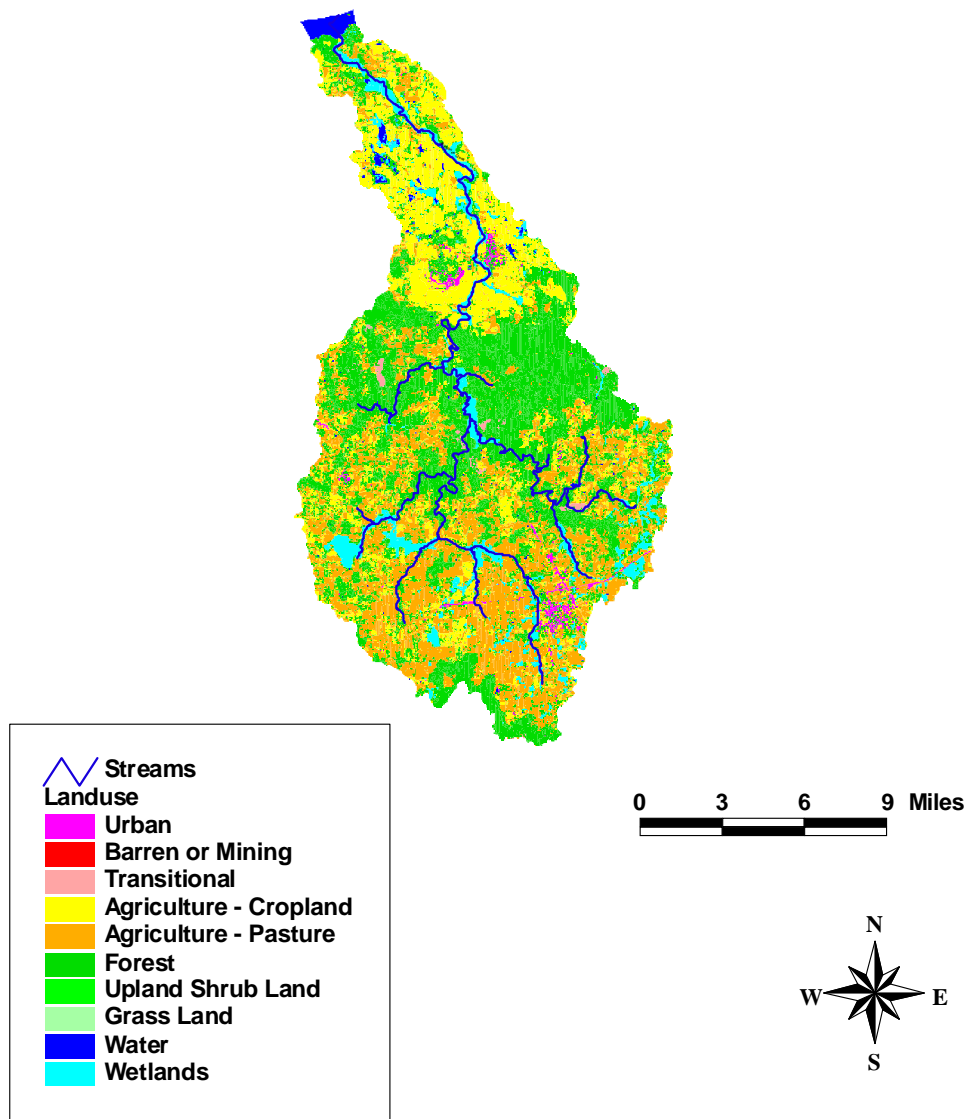 Streams
Landuse
Urban
Barren or Mining
Transitional
Agriculture - Cropland
Agriculture - Pasture
Forest
Upland Shrub Land
Grass Land
Water
Wetlands
0 3 6 9 Miles
N
W E
S